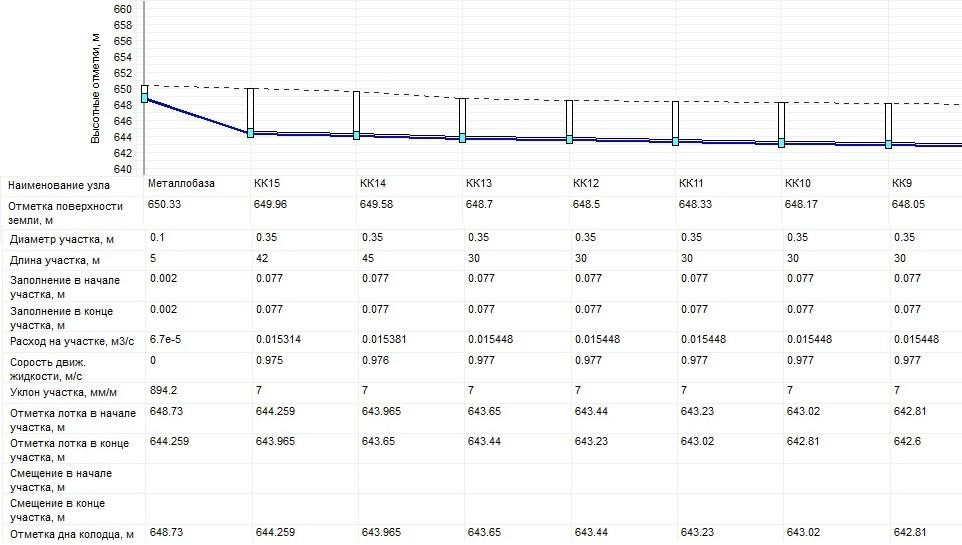 660
658
656
654
652
650
648
646
644
642
640
Высотные отметки, м
Наименование узла Металлобаза КК15 КК14 КК13 КК12 КК11 КК10 КК9
Отметка поверхности земли, м 650.33 649.96 649.58 648.7 648.5 648.33 648.17 648.05
Диаметр участка, м 0.1 0.35 0.35 0.35 0.35 0.35 0.35 0.35
Длина участка, м 5 42 45 30 30 30 30 30
Заполнение в начале участка, м 0.002 0.077 0.077 0.077 0.077 0.077 0.077 0.077
Заполнение в конце участка, м 0.002 0.077 0.077 0.077 0.077 0.077 0.077 0.077
Расход на участке, м3/с 6.7e-5 0.015314 0.015381 0.015448 0.015448 0.015448 0.015448 0.015448
Сорость движ. жидкости, м/с 0 0.975 0.976 0.977 0.977 0.977 0.977 0.977
Уклон участка, мм/м 894.2 7 7 7 7 7 7 7
Отметка лотка в начале участка, м 648.73 644.259 643.965 643.65 643.44 643.23 643.02 642.81
Отметка лотка в конце участка, м 644.259 643.965 643.65 643.44 643.23 643.02 642.81 642.6
Смещение в начале участка, м
Смещение в конце участка, м
Отметка дна колодца, м 648.73 644.259 643.965 643.65 643.44 643.23 643.02 642.81